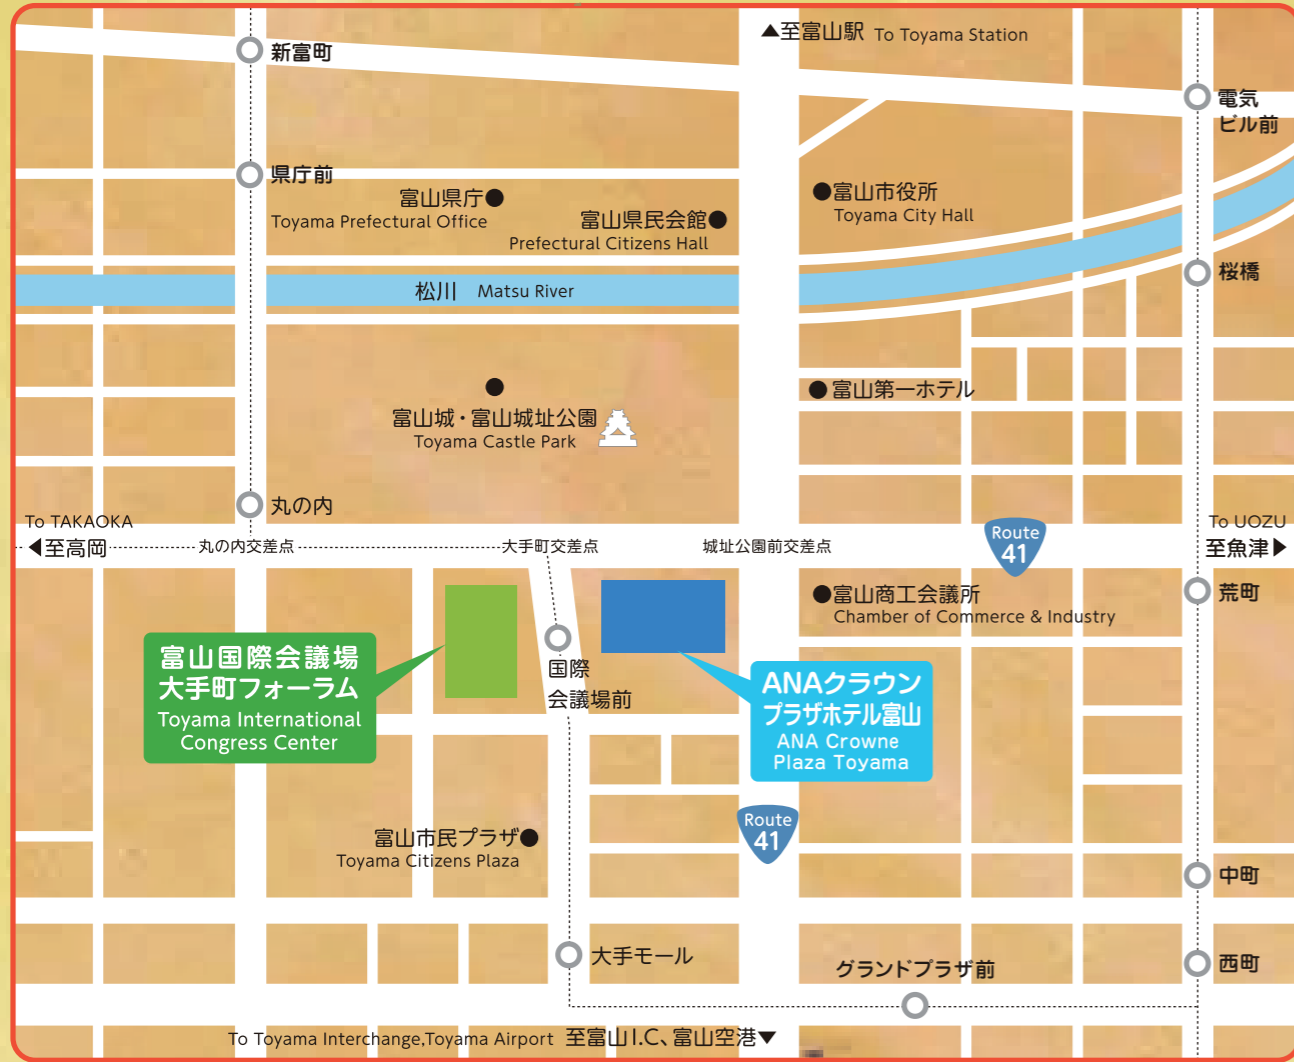 ▲至富山駅 To Toyama Station
新富町
電気
ビル前
県庁前
富山県庁●
Toyama Prefectural Office
富山県民会館●
Prefectural Citizens Hall
●富山市役所
Toyama City Hall
桜橋
松川 Matsu River
●富山第一ホテル
富山城・富山城址公園
Toyama Castle Park
丸の内
To TAKAOKA
◀至高岡
丸の内交差点
大手町交差点
城址公園前交差点
Route
41
To UOZU
至魚津▶
荒町
●富山商工会議所
Chamber of Commerce & Industry
富山国際会議場
大手町フォーラム
Toyama International
Congress Center
国際
会議場前
ANAクラウン
プラザホテル富山
ANA Crowne
Plaza Toyama
Route
41
富山市民プラザ●
Toyama Citizens Plaza
中町
大手モール
グランドプラザ前
西町
To Toyama Interchange,Toyama Airport 至富山I.C、富山空港▼